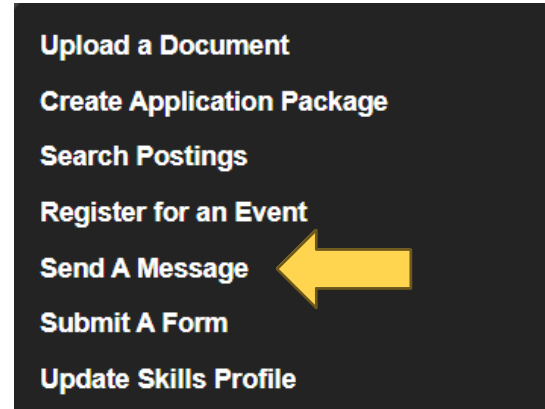 Upload a Document
Create Application Package
Search Postings
Register for an Event
Send A Message
Submit A Form
Update Skills Profile